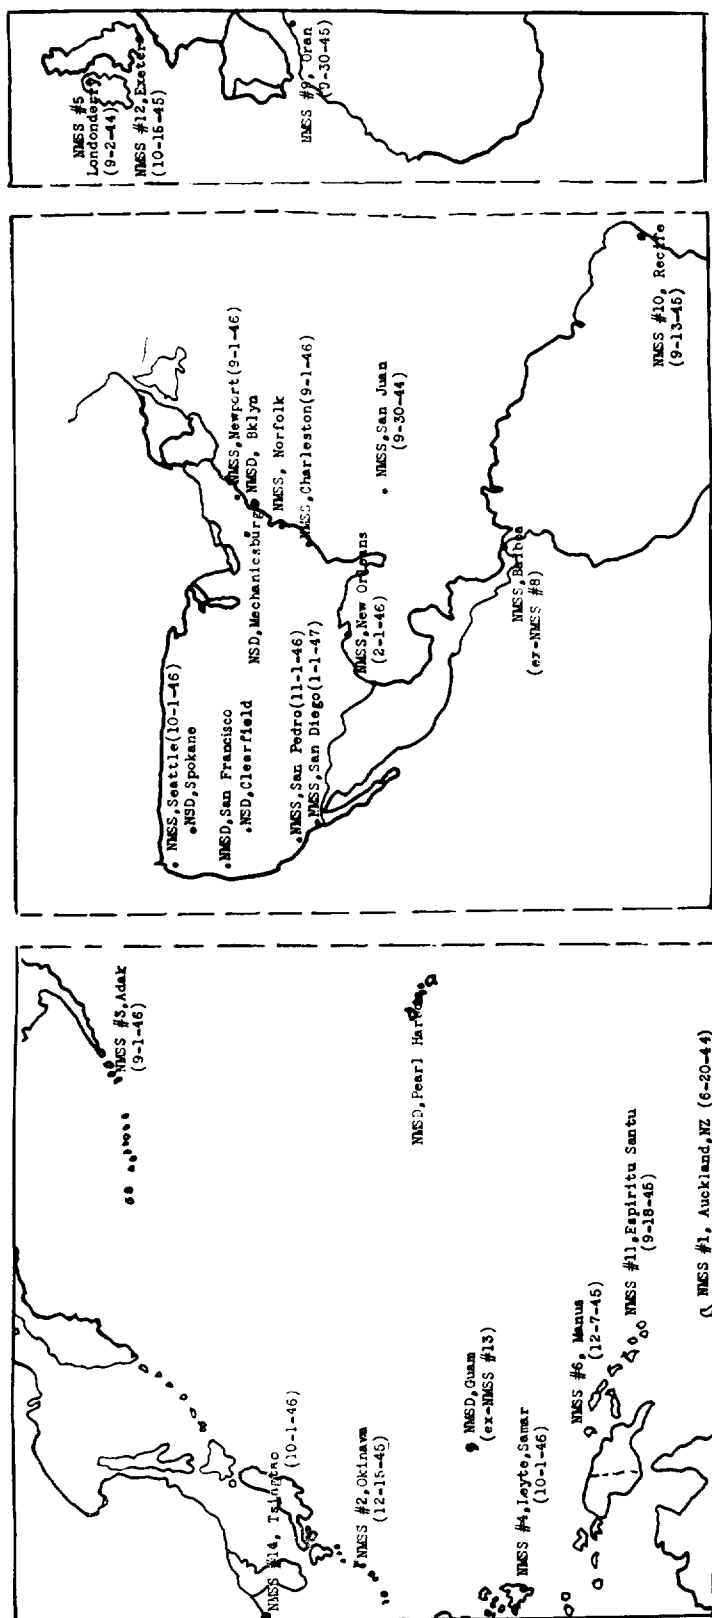 NMSS #5
Londonderry
(9-2-44)
NMSS #12,Exeter
(10-16-45)
NMSS #9, Oran
(9-30-45)
NMSS,Newport(9-1-46)
NMSD, Bklyn
NSD,Mechanicsburg
NMSS, Norfolk
NMSS,Charleston(9-1-46)
NMSS,San Juan
(9-30-44)
NMSS,New Orleans
(2-1-46)
NMSS,Seattle(10-1-46)
NSD,Spokane
NMSD,San Francisco
NSD,Clearfield
NMSS,San Pedro(11-1-46)
NMSS,San Diego(1-1-47)
NMSS,Balboa
(ex-NMSS #8)
NMSS #10, Recife
(9-13-45)
NMSS #3,Adak
(9-1-46)
NMSD,Pearl Harbor
NMSS #14, Tsingtao
(10-1-46)
NMSS #2,Okinawa
(12-15-45)
NMSD,Guam
(ex-NMSS #13)
NMSS #4,Leyte,Samar
(10-1-46)
NMSS #6, Manus
(12-7-45)
NMSS #11,Espiritu Santu
(9-18-45)
NMSS #1, Auckland,NZ (6-20-44)